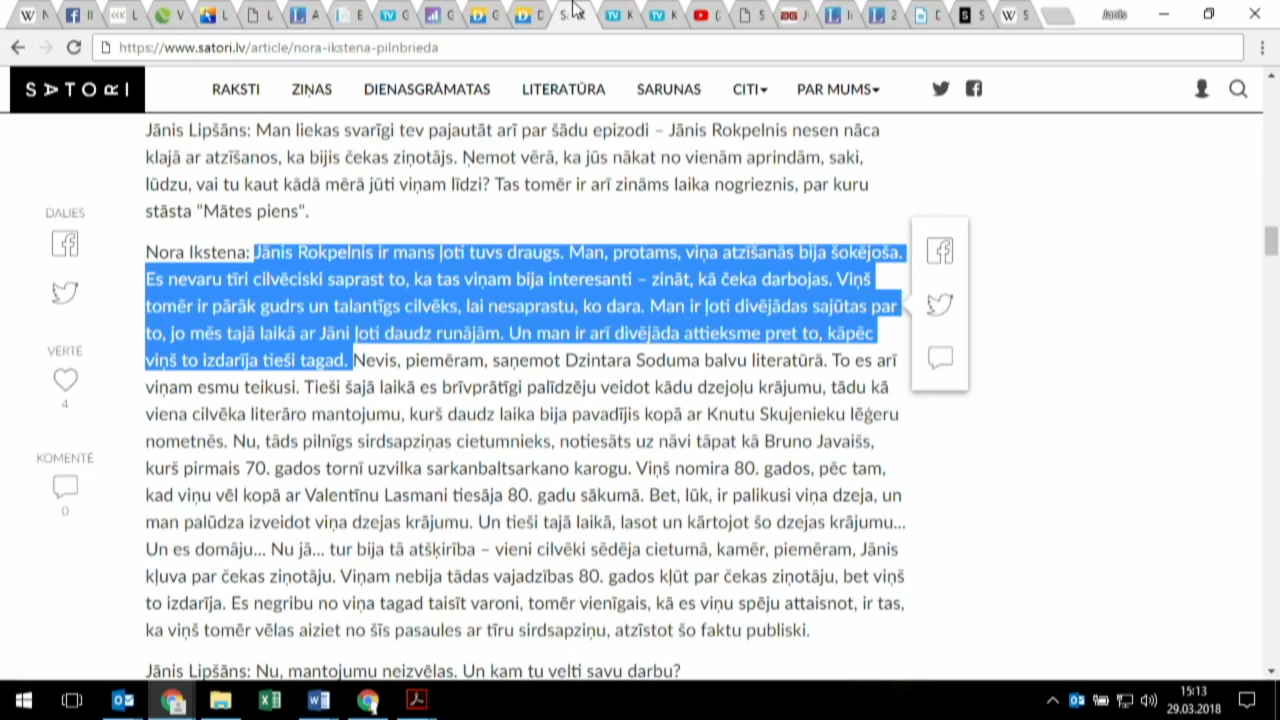 W N
f II
L
V
L
L
L A
E
TV G
G
D G
D D
S
TV K
TV K
S
L Iı
L 2
D
S S
W S
Jānis
https://www.satori.lv/article/nora-ikstena-pilnbrieda
SATORI
RAKSTI ZIŅAS DIENASGRĀMATAS LITERATŪRA SARUNAS CITI PAR MUMS
Jānis Lipšāns: Man liekas svarīgi tev pajautāt arī par šādu epizodi – Jānis Rokpelnis nesen nāca
klajā ar atzīšanos, ka bijis čekas ziņotājs. Ņemot vērā, ka jūs nākat no vienām aprindām, saki,
lūdzu, vai tu kaut kādā mērā jūti viņam līdzi? Tas tomēr ir arī zināms laika nogrieznis, par kuru
stāsta "Mātes piens".
DALIES
VĒRTĒ
4
KOMENTĒ
0
Nora Ikstena: Jānis Rokpelnis ir mans ļoti tuvs draugs. Man, protams, viņa atzīšanās bija šokējoša.
Es nevaru tīri cilvēciski saprast to, ka tas viņam bija interesanti – zināt, kā čeka darbojas. Viņš
tomēr ir pārāk gudrs un talantīgs cilvēks, lai nesaprastu, ko dara. Man ir ļoti divējādas sajūtas par
to, jo mēs tajā laikā ar Jāni ļoti daudz runājām. Un man ir arī divējāda attieksme pret to, kāpēc
viņš to izdarīja tieši tagad. Nevis, piemēram, saņemot Dzintara Soduma balvu literatūrā. To es arī
viņam esmu teikusi. Tieši šajā laikā es brīvprātīgi palīdzēju veidot kādu dzejoļu krājumu, tādu kā
viena cilvēka literāro mantojumu, kurš daudz laika bija pavadījis kopā ar Knutu Skujenieku lēģeru
nometnēs. Nu, tāds pilnīgs sirdsapziņas cietumnieks, notiesāts uz nāvi tāpat kā Bruno Javaišs,
kurš pirmais 70. gados tornī uzvilka sarkanbaltsarkano karogu. Viņš nomira 80. gados, pēc tam,
kad viņu vēl kopā ar Valentīnu Lasmani tiesāja 80. gadu sākumā. Bet, lūk, ir palikusi viņa dzeja, un
man palūdza izveidot viņa dzejas krājumu. Un tieši tajā laikā, lasot un kārtojot šo dzejas krājumu...
Un es domāju... Nu jā... tur bija tā atšķirība – vieni cilvēki sēdēja cietumā, kamēr, piemēram, Jānis
kļuva par čekas ziņotāju. Viņam nebija tādas vajadzības 80. gados kļūt par čekas ziņotāju, bet viņš
to izdarīja. Es negribu no viņa tagad taisīt varoni, tomēr vienīgais, kā es viņu spēju attaisnot, ir tas,
ka viņš tomēr vēlas aiziet no šīs pasaules ar tīru sirdsapziņu, atzīstot šo faktu publiski.
Jānis Lipšāns: Nu, mantojumu neizvēlas. Un kam tu velti savu darbu?
15:13
29.03.2018